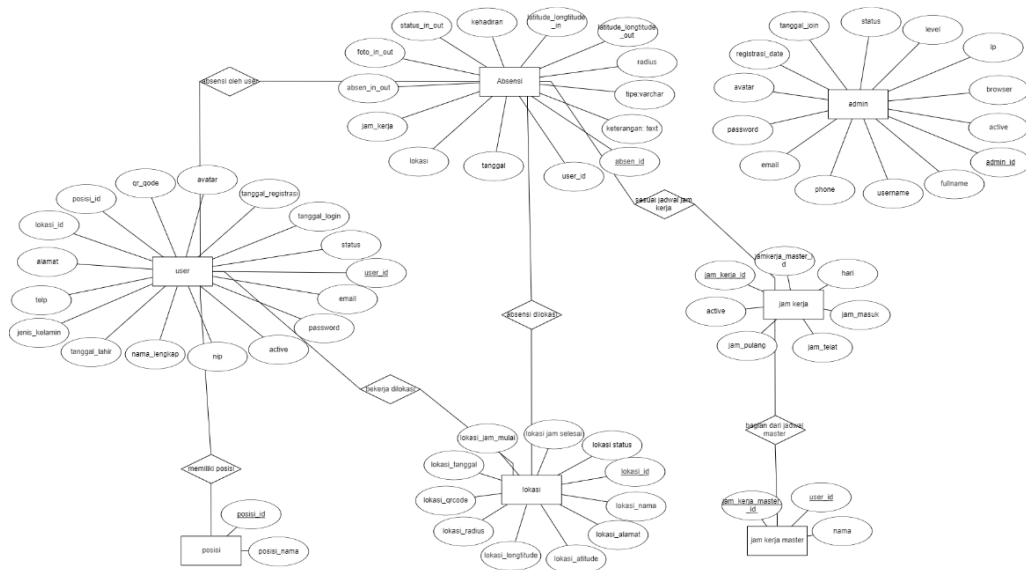 status_in_out
kehadiran
latitude_longtitude
_in
latitude_longtitude
_out
foto_in_out
radius
absensi oleh user
Absensi
absen_in_out
tipe:varchar
jam_kerja
keterangan: text
lokasi
tanggal
user_id
absen_id
tanggal_join
status
level
registrasi_date
ip
avatar
admin
browser
password
active
email
admin_id
phone
username
fullname
qr_qode
avatar
tanggal_registrasi
posisi_id
tanggal_login
lokasi_id
status
alamat
user
user_id
telp
email
jenis_kelamin
password
tanggal_lahir
nama_lengkap
nip
active
sesuai jadwal jam
kerja
jamkerja_master_i
d
jam_kerja_id
hari
active
jam kerja
jam_masuk
jam_pulang
jam_telat
absensi dilokasi
bekerja dilokasi
bagian dari jadwal
master
memiliki posisi
lokasi_jam_mulai
lokasi jam selesai
lokasi status
lokasi_tanggal
lokasi_id
lokasi_qrcode
lokasi
lokasi_nama
lokasi_radius
lokasi_alamat
lokasi_longtitude
lokasi_atitude
posisi_id
posisi
posisi_nama
jam_kerja_master
_id
user_id
nama
jam kerja master